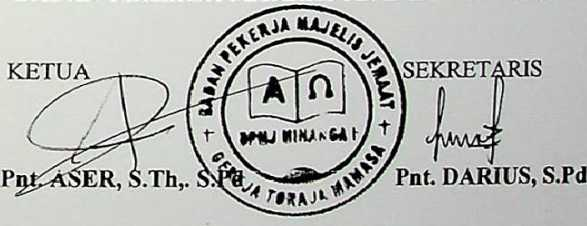 KETUA
SEKRETARIS
BADAN PEKERJA MAJELIS JEMAAT
A Ω
BPMJ MINANGA I
GEREJA TORAJA MAMASA
Pnt. ASER, S.Th,. S.Pd
Pnt. DARIUS, S.Pd